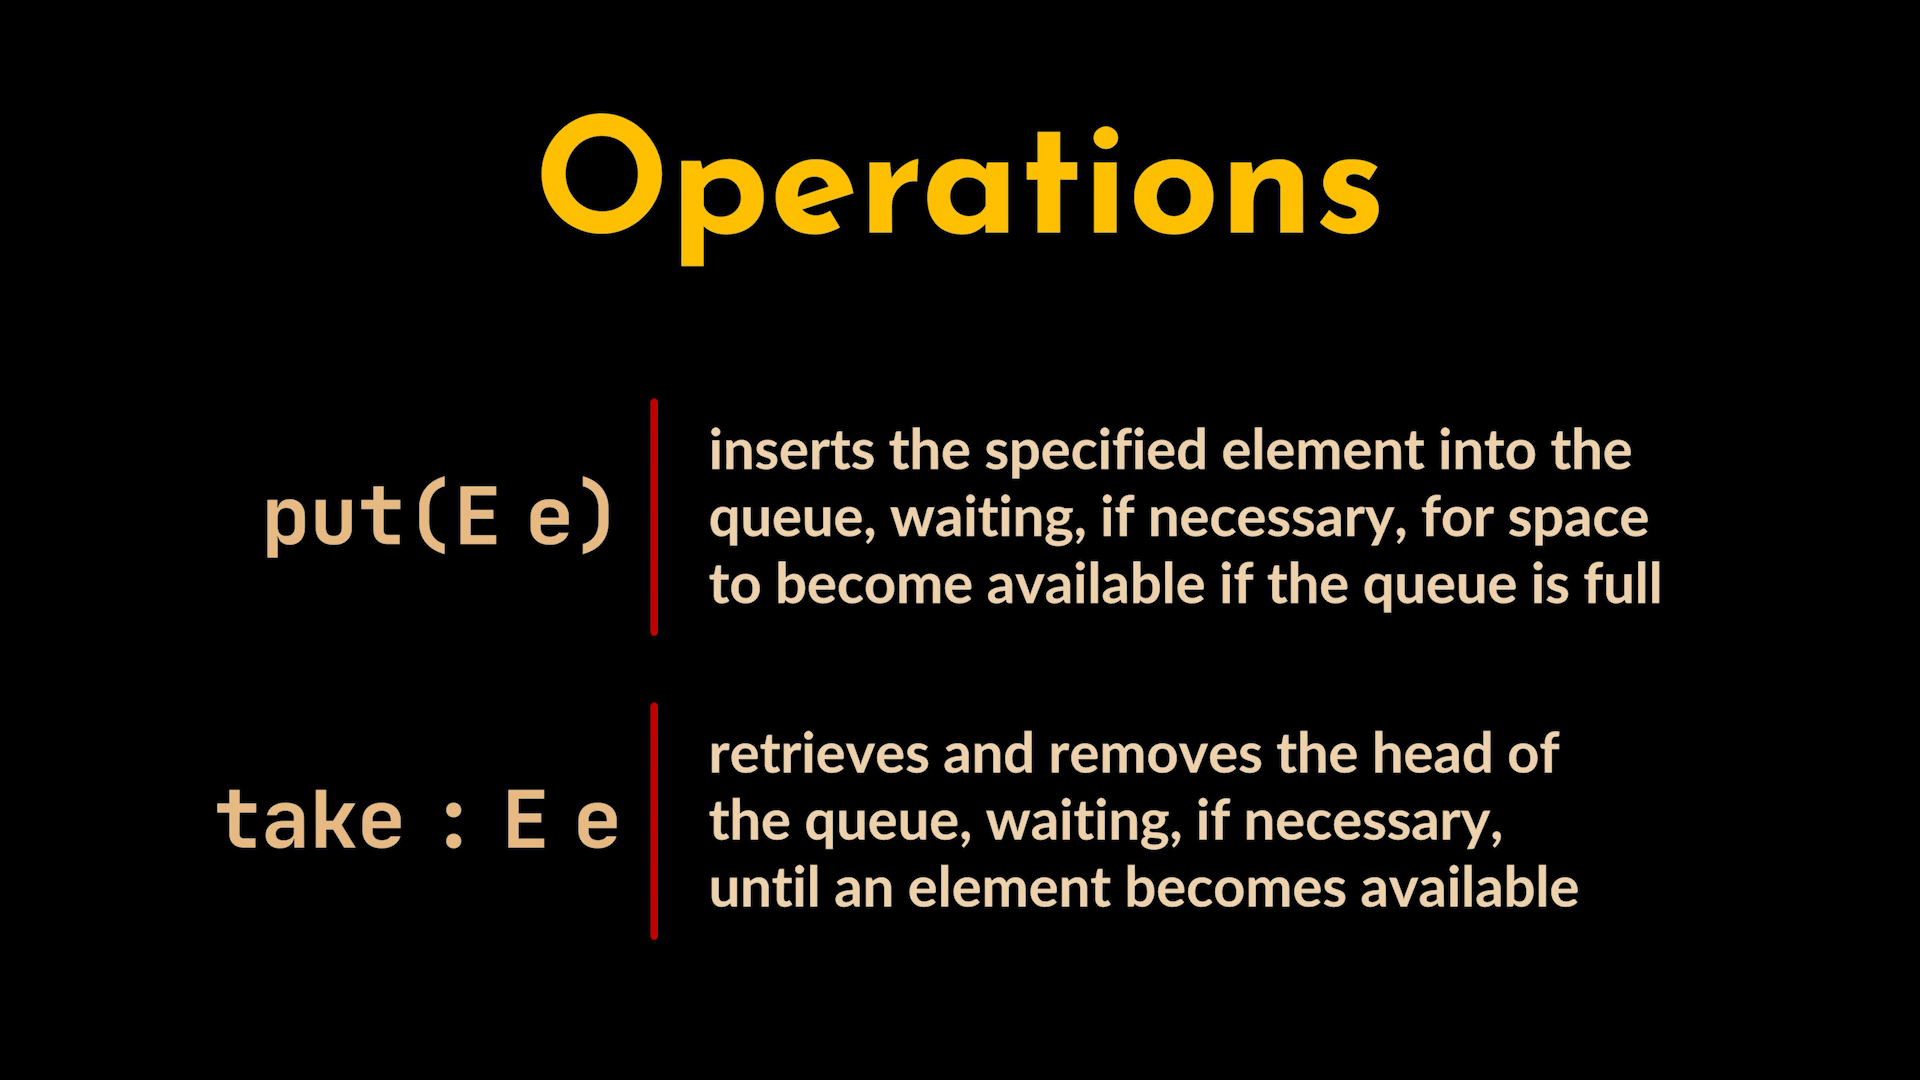 Operations
put(E e)
inserts the specified element into the
queue, waiting, if necessary, for space
to become available if the queue is full
take : E e
retrieves and removes the head of
the queue, waiting, if necessary,
until an element becomes available